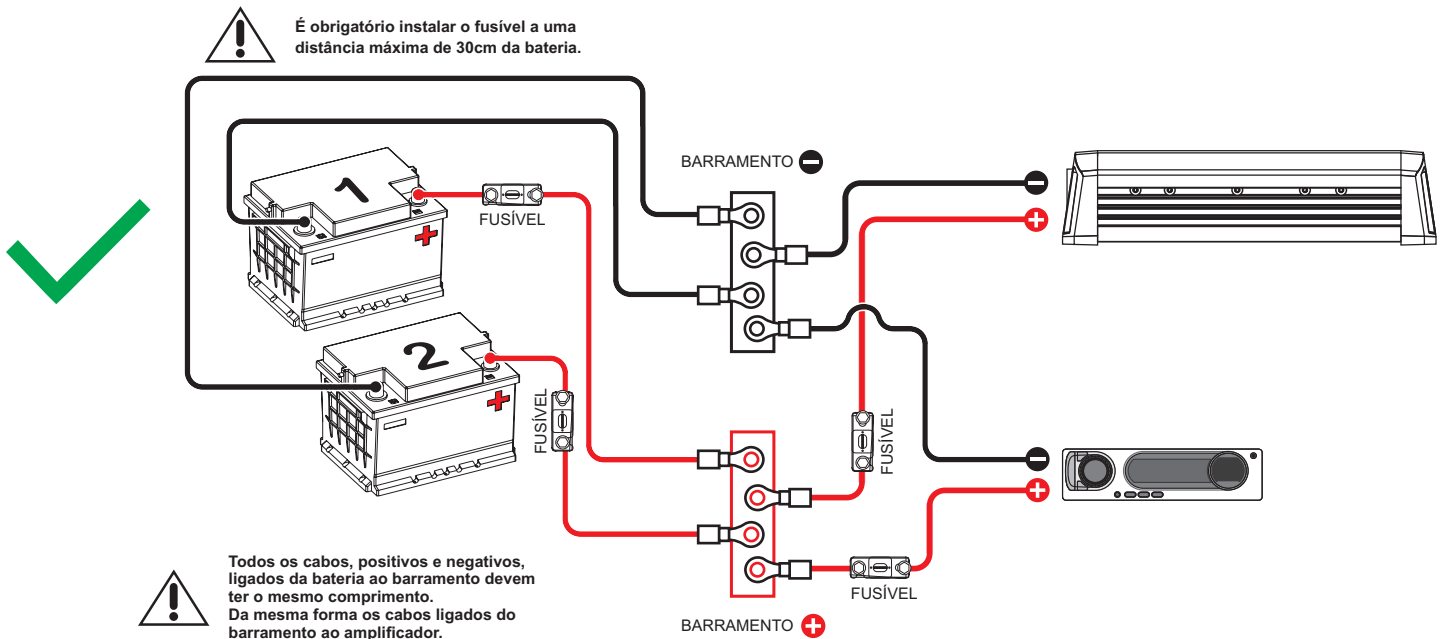 É obrigatório instalar o fusível a uma
distância máxima de 30cm da bateria.
BARRAMENTO
1
FUSÍVEL
2
FUSÍVEL
FUSÍVEL
FUSÍVEL
Todos os cabos, positivos e negativos,
ligados da bateria ao barramento devem
ter o mesmo comprimento.
Da mesma forma os cabos ligados do
barramento ao amplificador.
BARRAMENTO